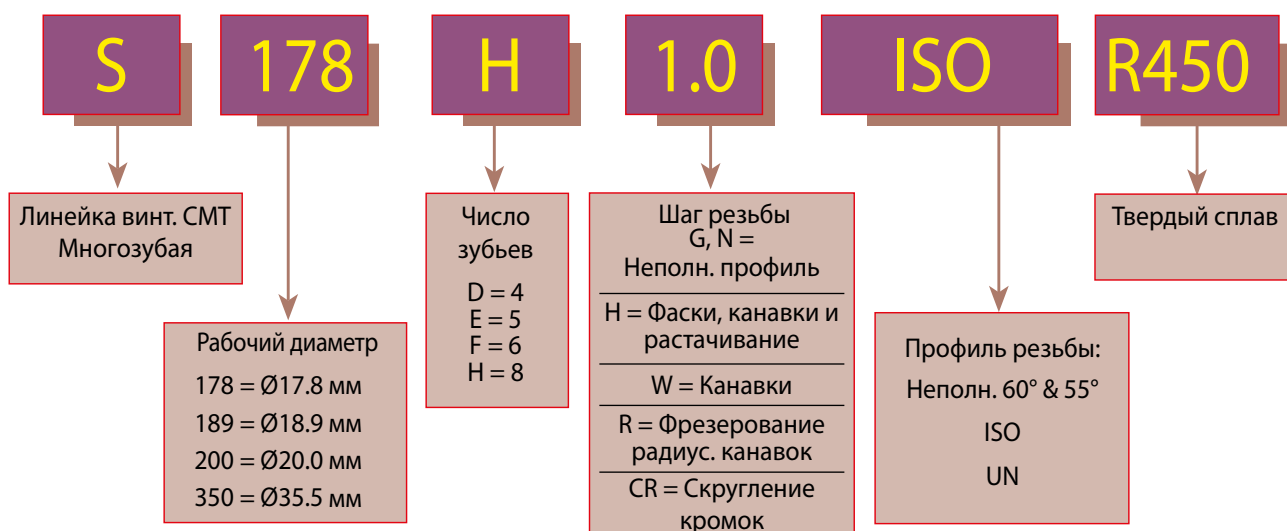 S 178 H 1.0 ISO R450
Линейка винт. CMT
Многозубая
Рабочий диаметр
178 = Ø17.8 мм
189 = Ø18.9 мм
200 = Ø20.0 мм
350 = Ø35.5 мм
Число
зубьев
D = 4
E = 5
F = 6
H = 8
Шаг резьбы
G, N =
Неполн. профиль
H = Фаски, канавки и
растачивание
W = Канавки
R = Фрезерование
радиус. канавок
CR = Скругление
кромок
Профиль резьбы:
Неполн. 60° & 55°
ISO
UN
Твердый сплав